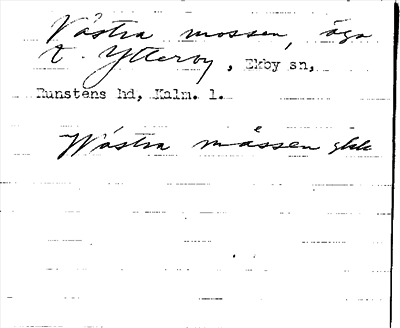 Västra mossen, äga
t. Ytterby, Ekby sn,
Runstens hd, Kalm. l.
Wästra måssen